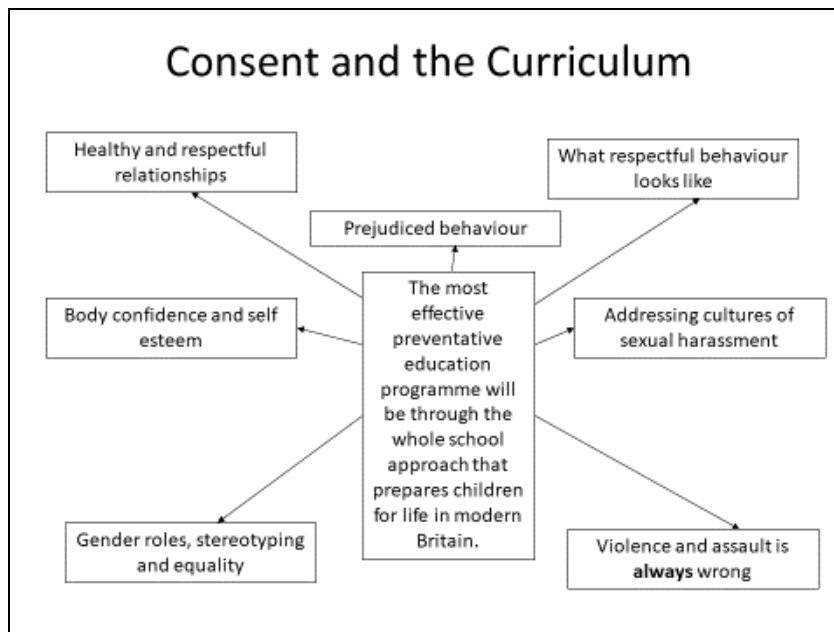 Consent and the Curriculum
Healthy and respectful
relationships
What respectful behaviour
looks like
Prejudiced behaviour
The most
effective
preventative
education
programme will
be through the
whole school
approach that
prepares children
for life in modern
Britain.
Body confidence and self
esteem
Addressing cultures of
sexual harassment
Gender roles, stereotyping
and equality
Violence and assault is
always wrong